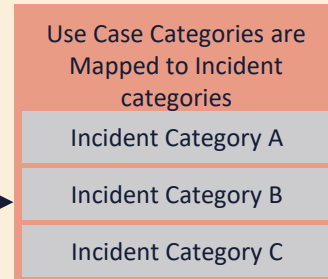 Use Case Categories are
Mapped to Incident
categories
Incident Category A
Incident Category B
Incident Category C